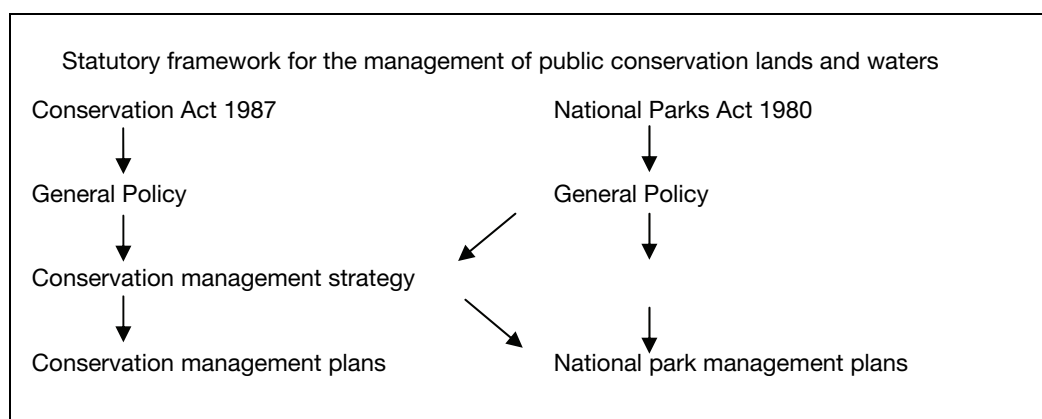 Statutory framework for the management of public conservation lands and waters
Conservation Act 1987 National Parks Act 1980
General Policy General Policy
Conservation management strategy
Conservation management plans National park management plans